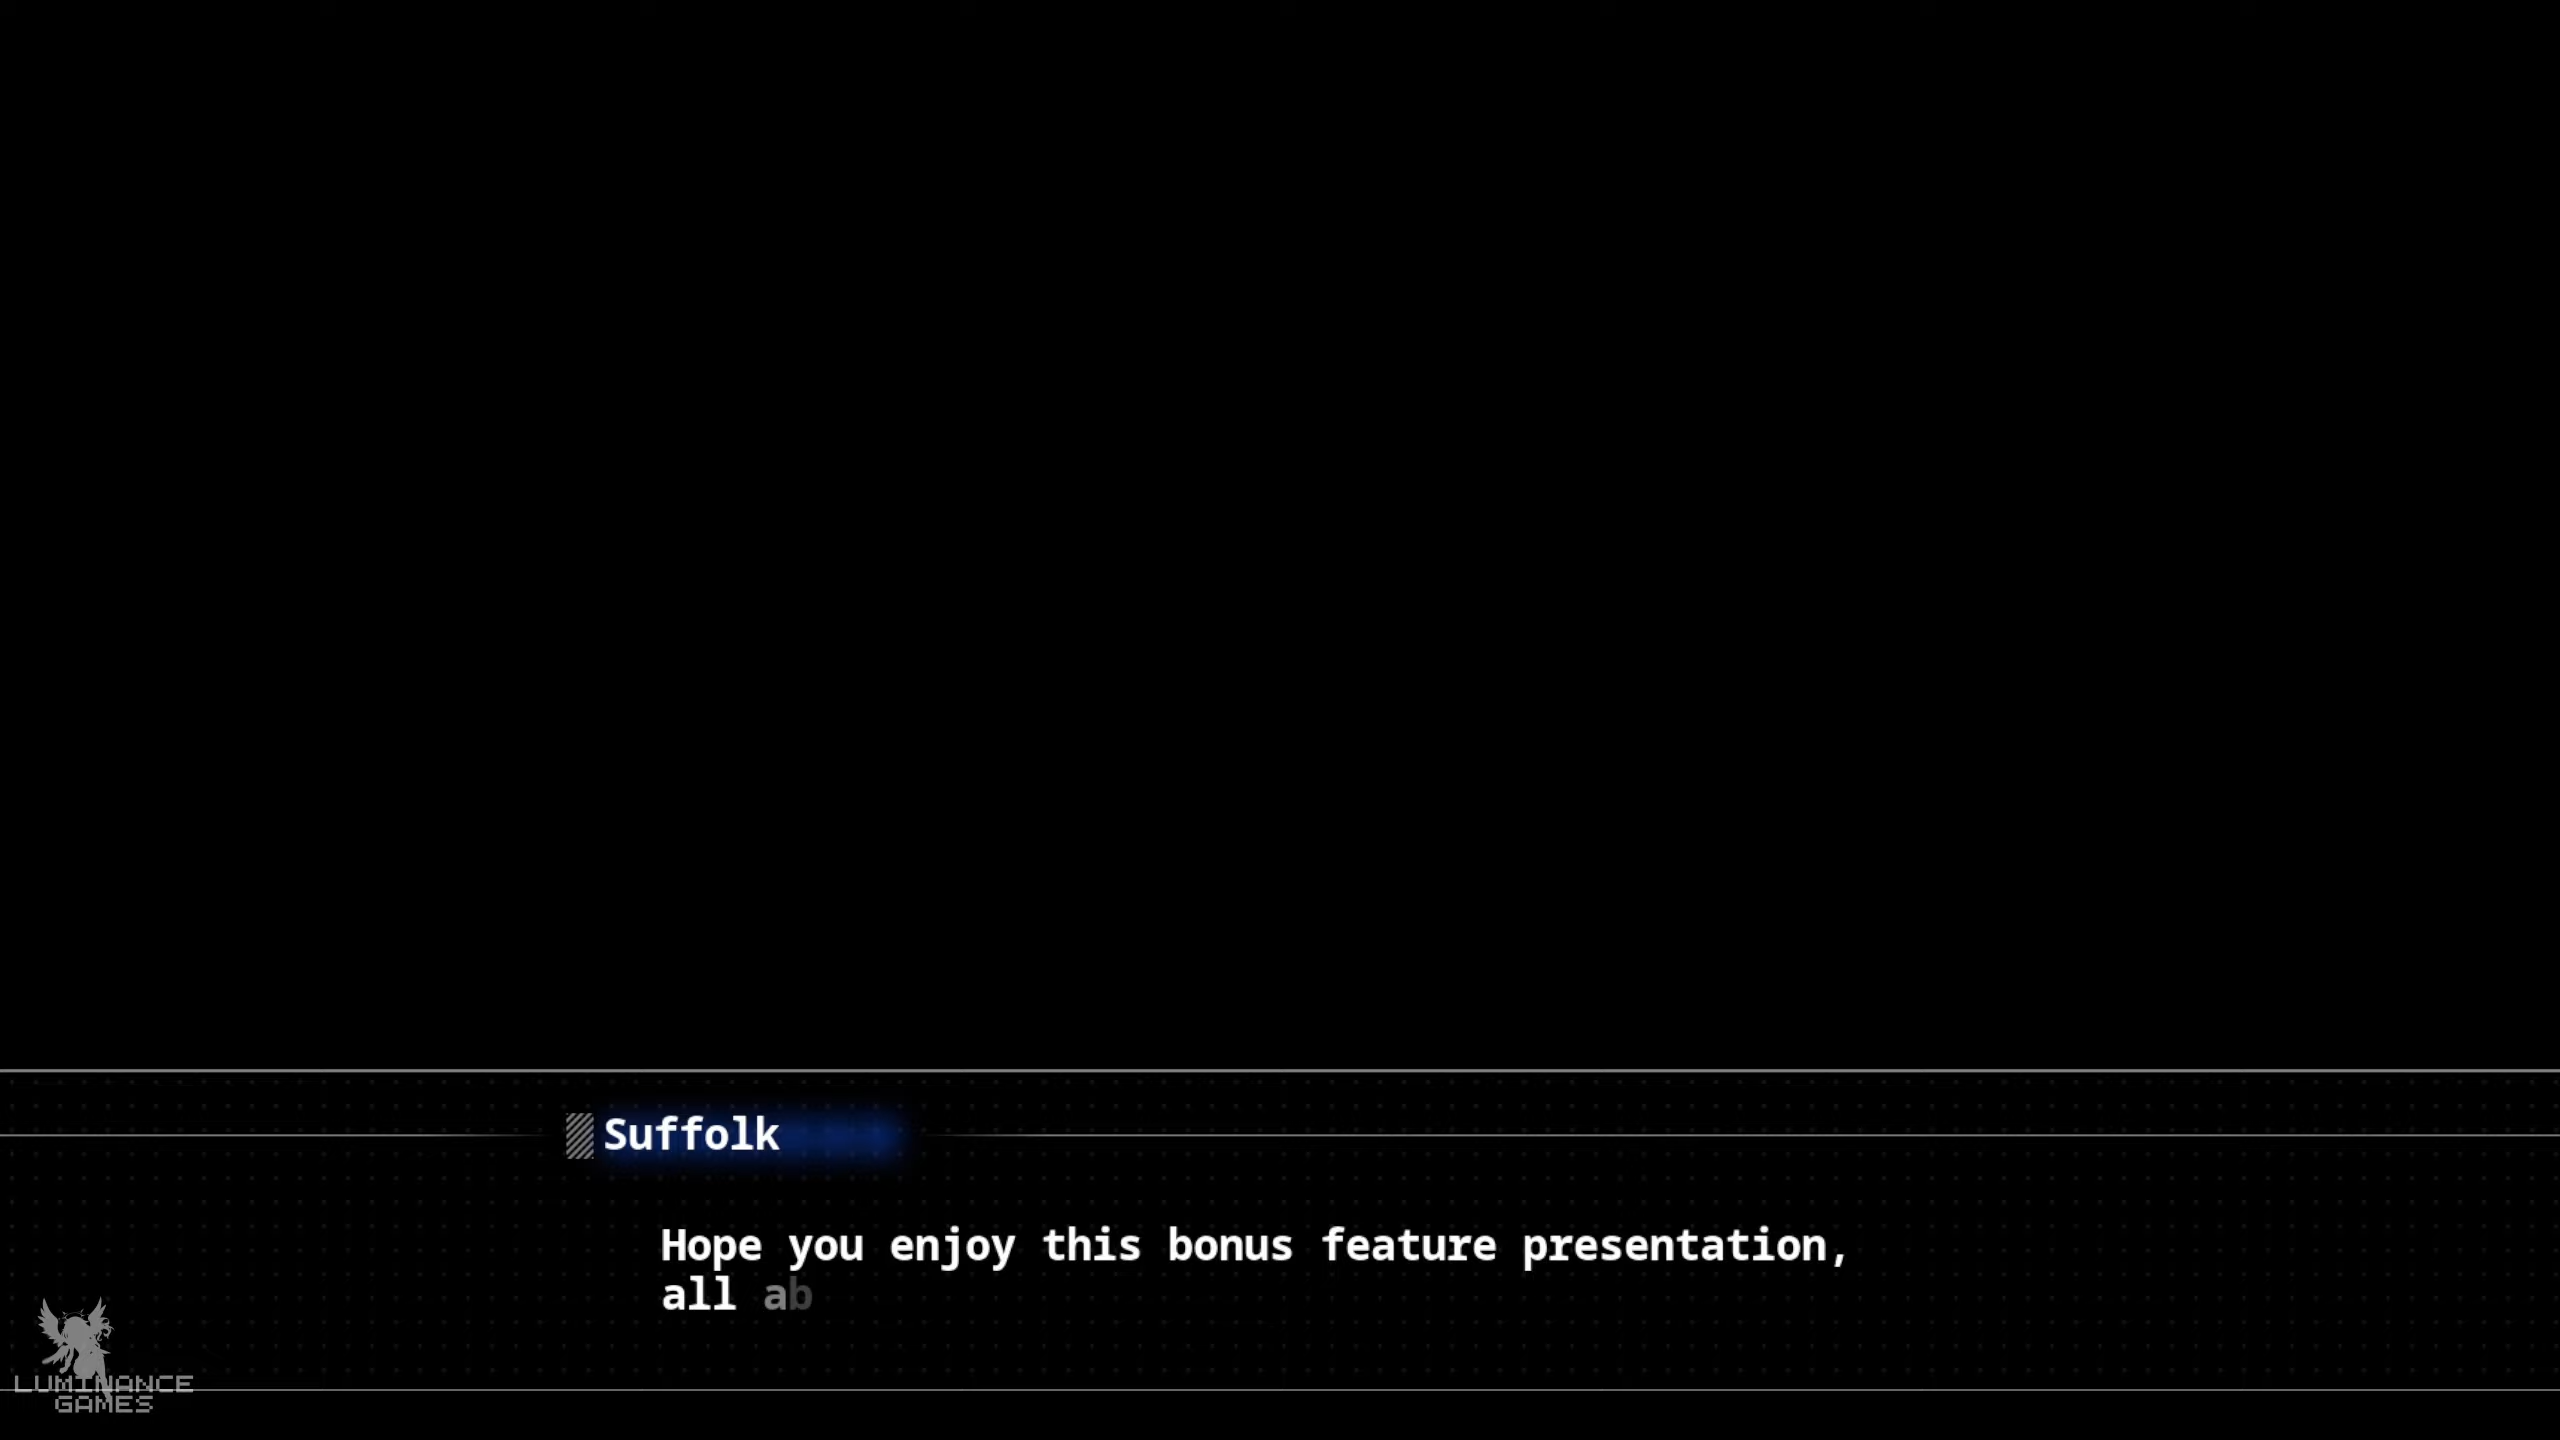 Suffolk
Hope you enjoy this bonus feature presentation,
all ab
LUMINANCE
GAMES